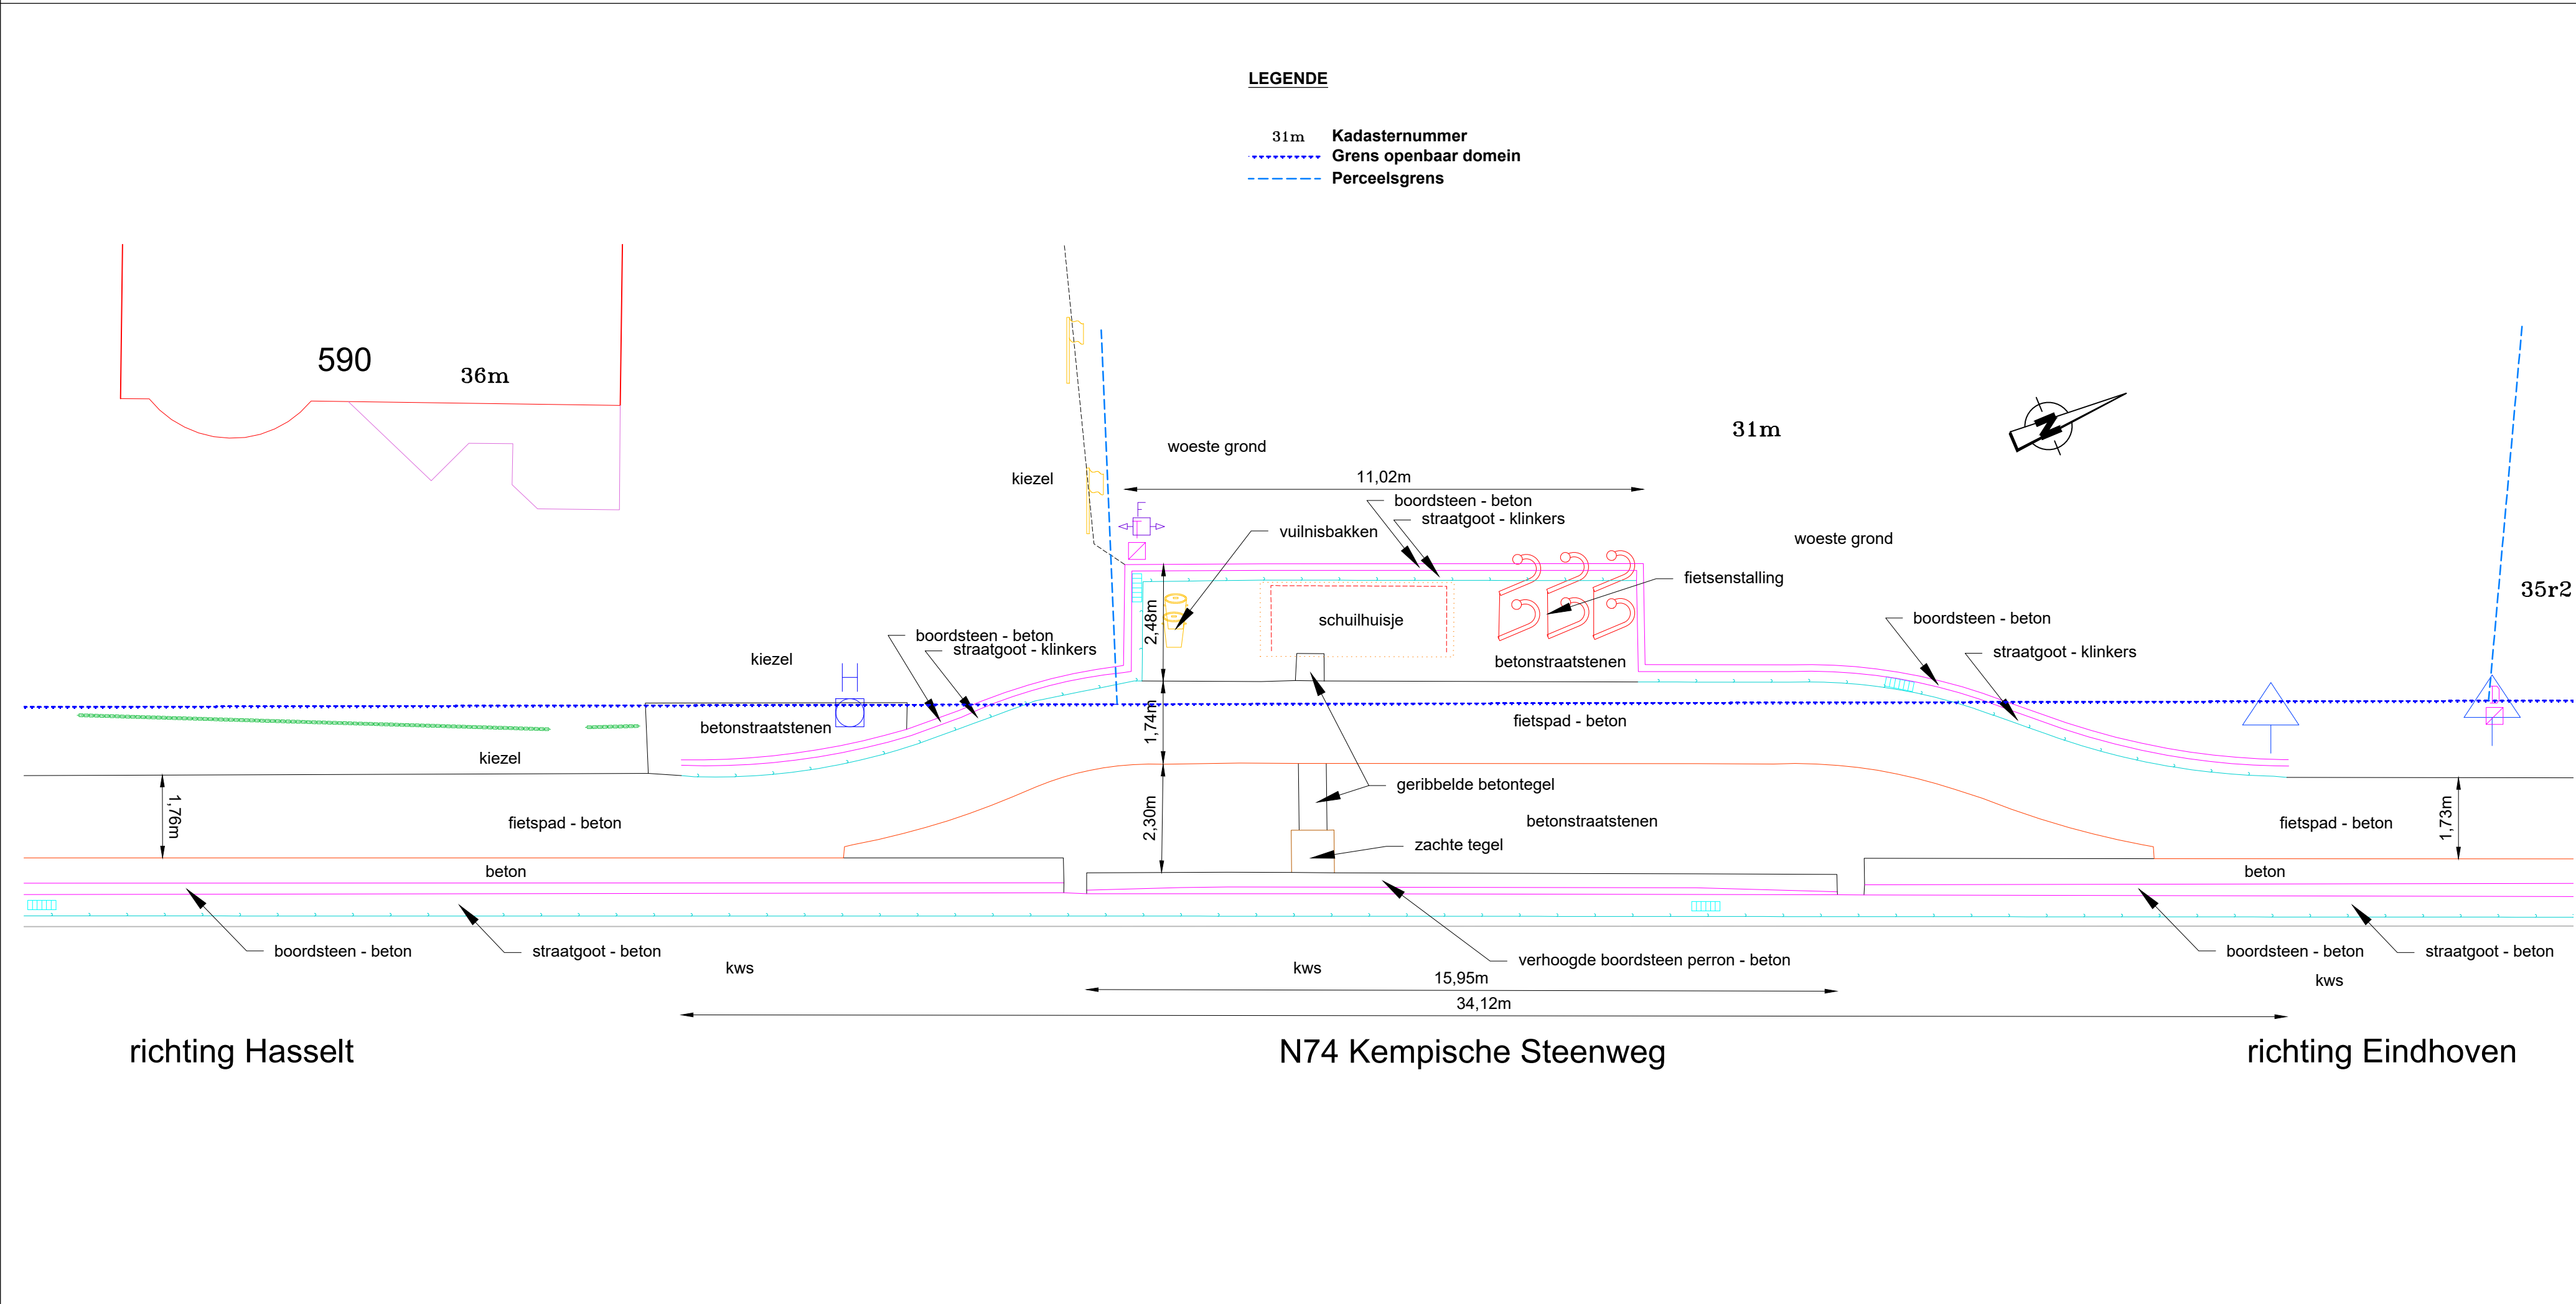 LEGENDE
31m Kadasternummer
Grens openbaar domein
Perceelsgrens
590
36m
31m
woeste grond
kiezel
11,02m
boordsteen - beton
straatgoot - klinkers
F
vuilnisbakken
woeste grond
fietsenstalling
35r2
2,48m
schuilhuisje
boordsteen - beton
straatgoot - klinkers
boordsteen - beton
straatgoot - klinkers
kiezel
H
betonstraatstenen
N
betonstraatstenen
1,74m
fietspad - beton
kiezel
geribbelde betontegel
1,76m
fietspad - beton
2,30m
betonstraatstenen
fietspad - beton
1,73m
zachte tegel
beton
beton
boordsteen - beton
straatgoot - beton
verhoogde boordsteen perron - beton
boordsteen - beton
straatgoot - beton
kws
kws
kws
15,95m
34,12m
richting Hasselt
N74 Kempische Steenweg
richting Eindhoven